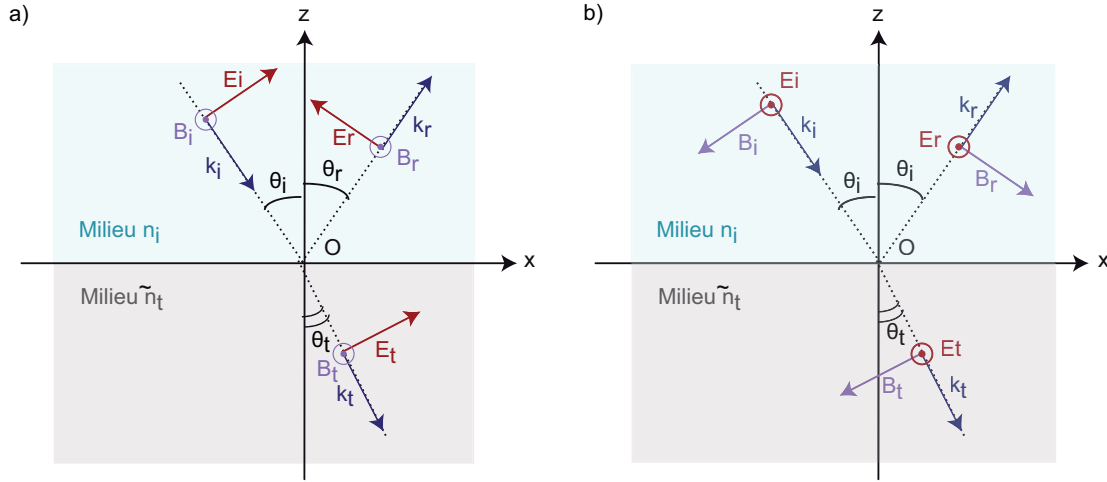 a)
z
Ei
Bi
ki
Er
kr
Br
θi
θr
Milieu ni
O
x
Milieu ñt
θt
Et
Bt
kt
b)
z
Ei
Bi
ki
kr
Er
Br
θi
θi
Milieu ni
O
x
Milieu ñt
θt
Et
Bt
kt